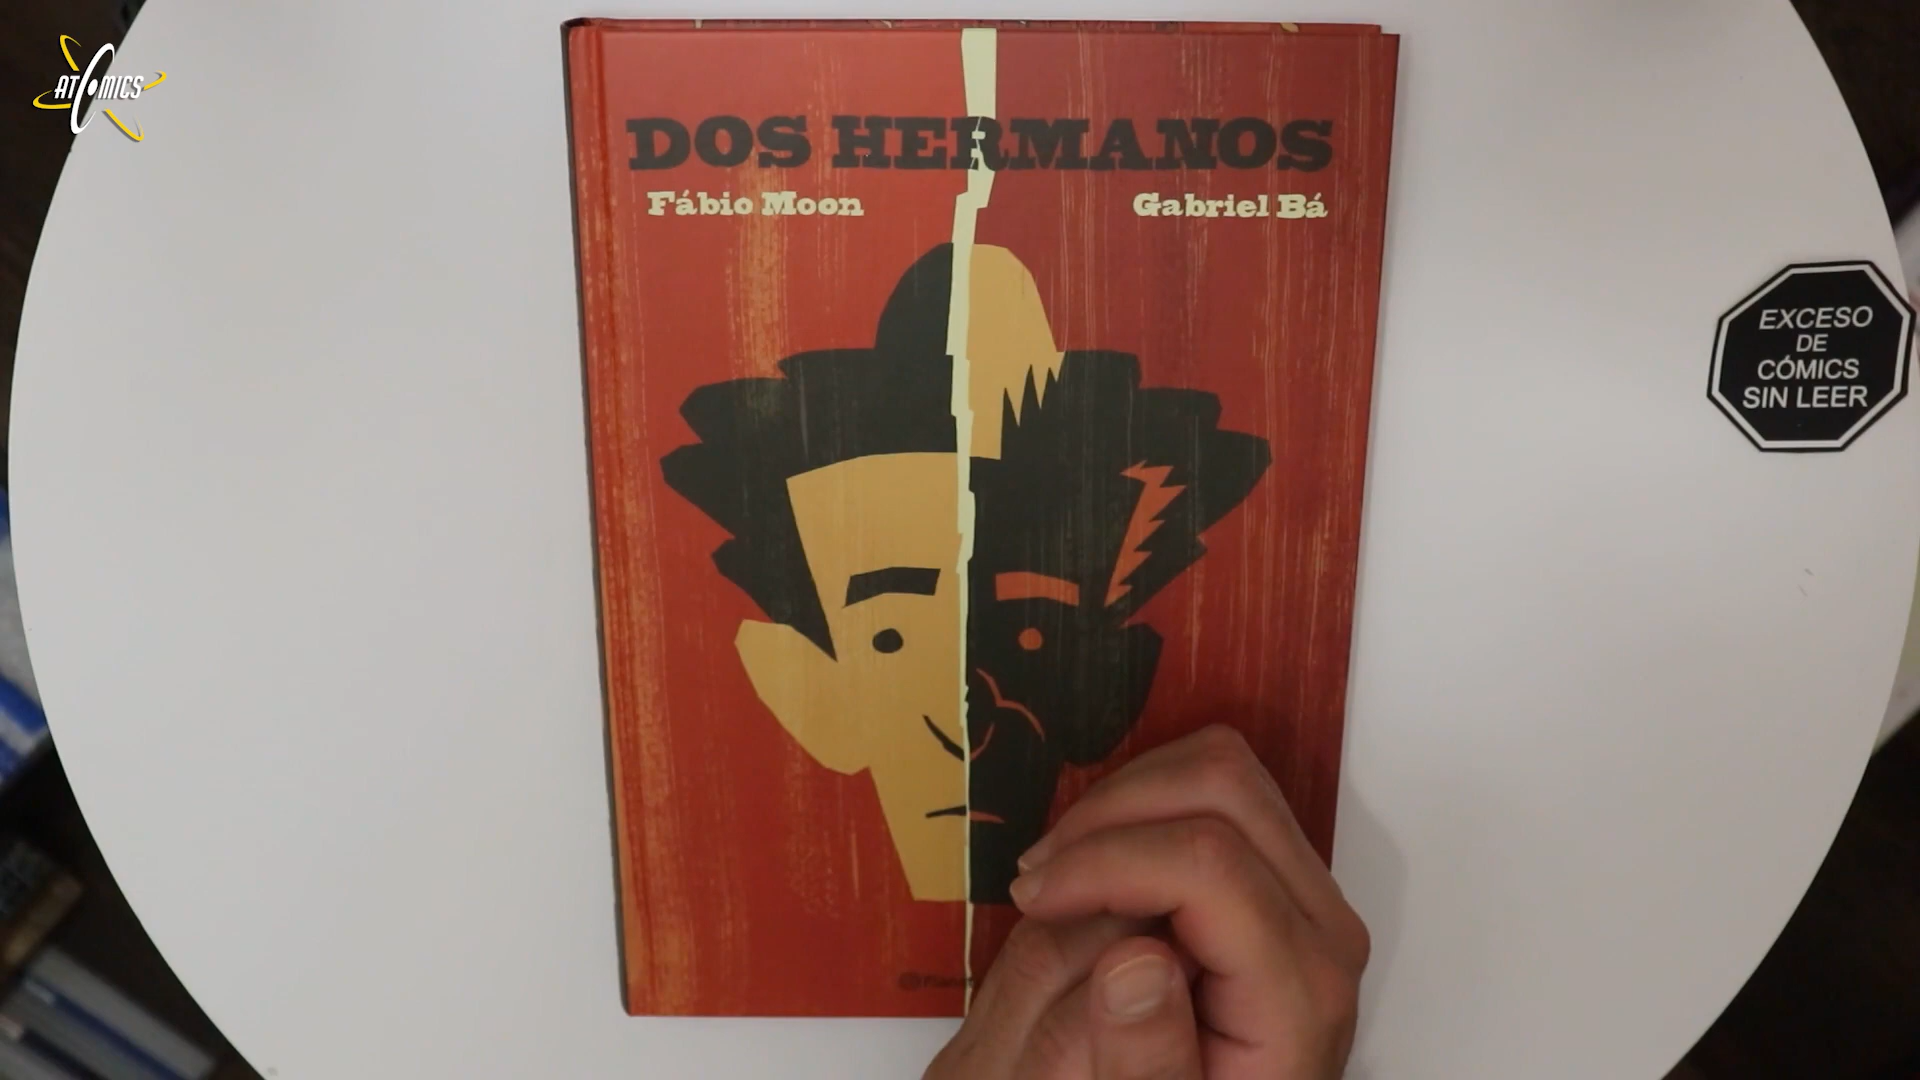 ATOMICS
DOS HERMANOS
Fábio Moon
Gabriel Bá
EXCESO
DE
CÓMICS
SIN LEER